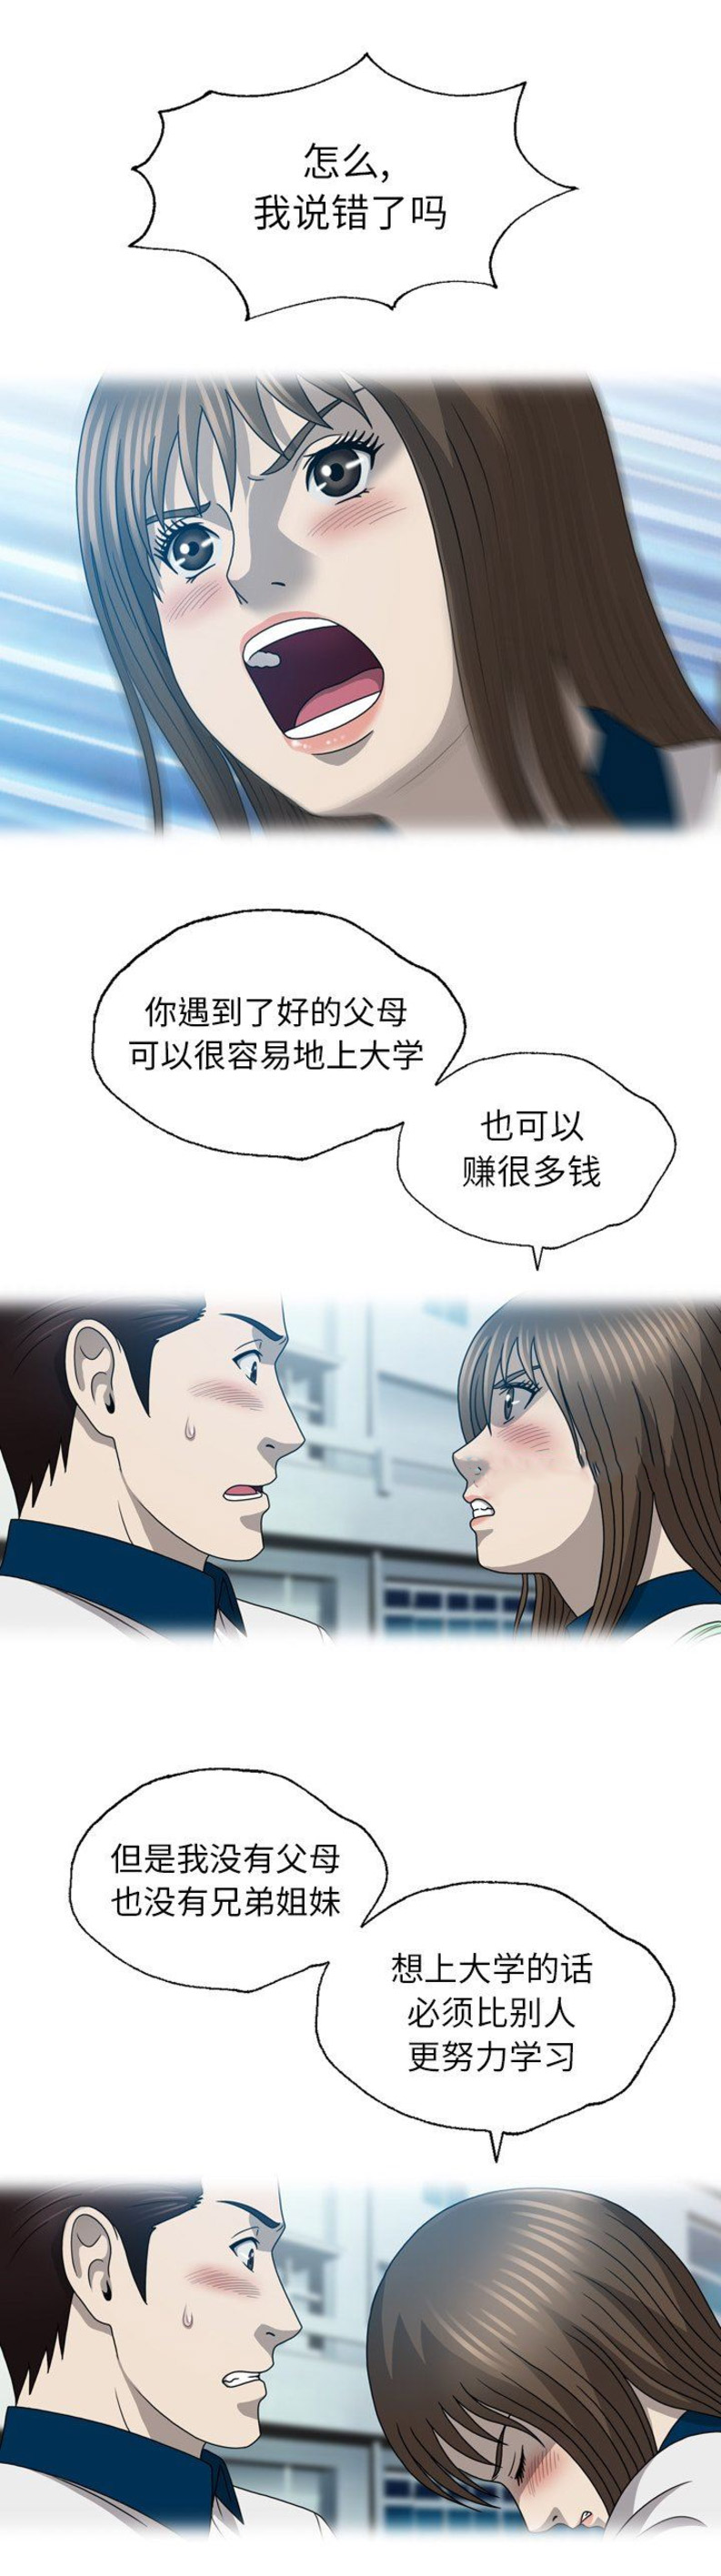 怎么,
我说错了吗
你遇到了好的父母
可以很容易地上大学
也可以
赚很多钱
但是我没有父母
也没有兄弟姐妹
想上大学的话
必须比别人
更努力学习